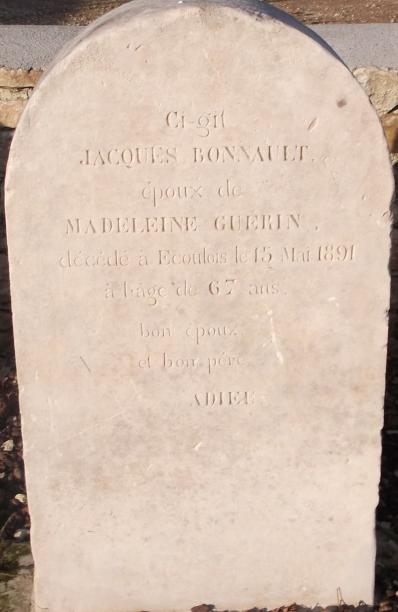 Ci-gît
JACQUES BONNAULT.
époux de
MADELEINE GUERIN.
décédé à Ecoulois le 15 Mai 1891
à l'âge de 67 ans.
bon époux
et bon père
ADIEU